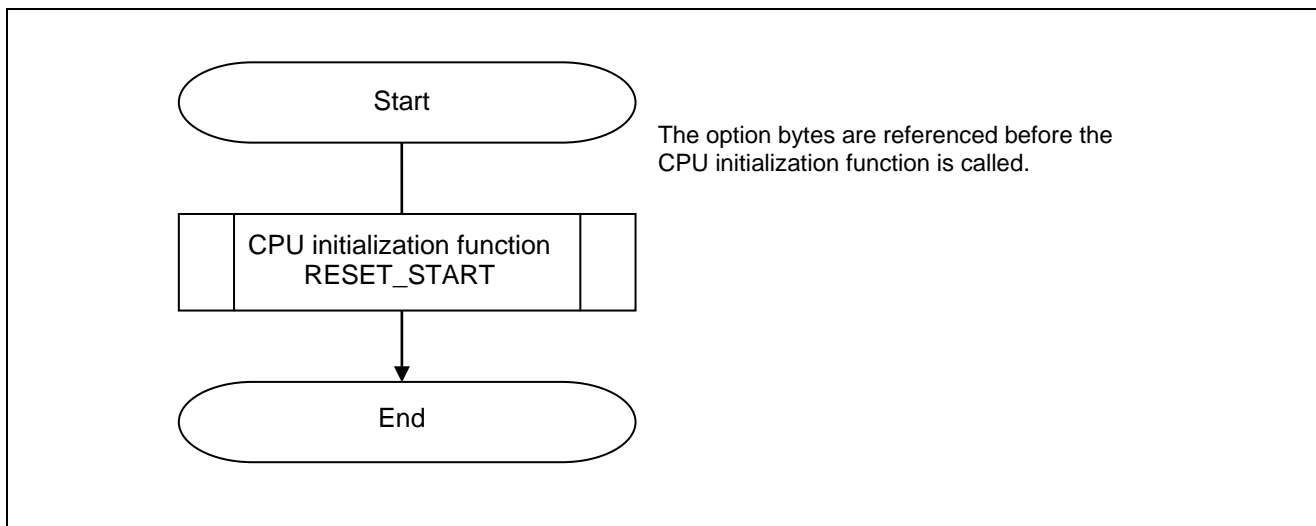 Start
The option bytes are referenced before the
CPU initialization function is called.
CPU initialization function
RESET_START
End